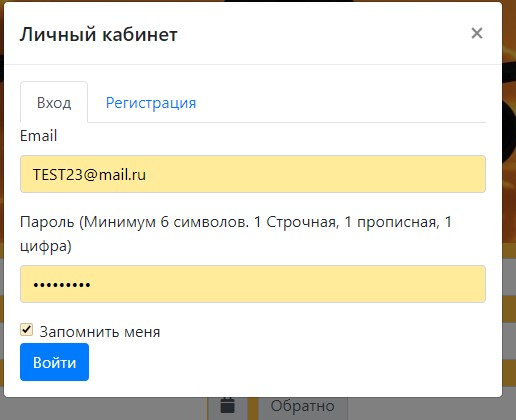 Личный кабинет ×
Вход Регистрация
Email
TEST23@mail.ru
Пароль (Минимум 6 символов. 1 Строчная, 1 прописная, 1
цифра)
•••••••••
Запомнить меня
Войти
Обратно